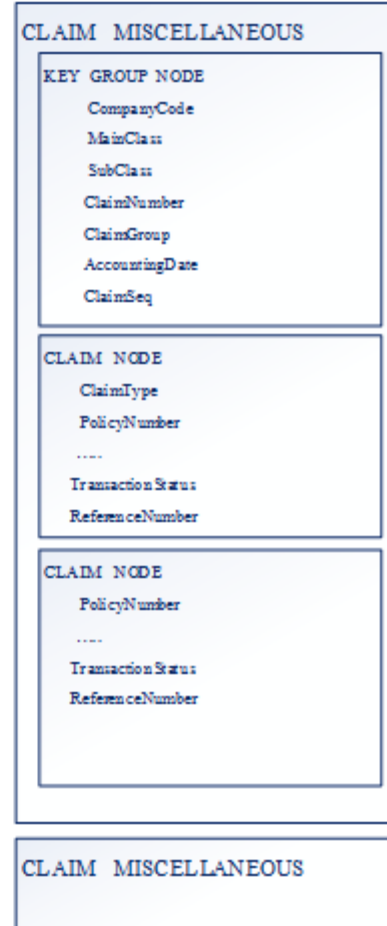 CLAIM MISCELLANEOUS
KEY GROUP NODE
CompanyCode
MainClass
SubClass
ClaimNumber
ClaimGroup
AccountingDate
ClaimSeq
CLAIM NODE
ClaimType
PolicyNumber
.....
TransactionStatus
ReferenceNumber
CLAIM NODE
PolicyNumber
.....
TransactionStatus
ReferenceNumber
CLAIM MISCELLANEOUS